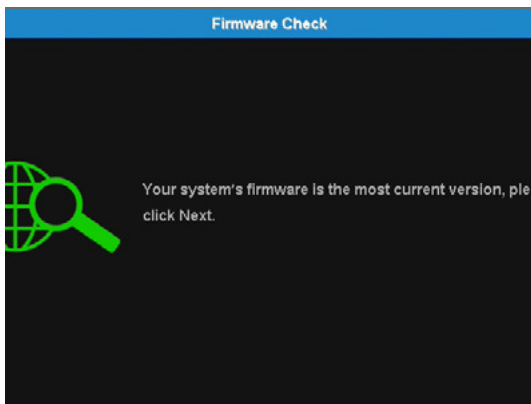 Firmware Check
Your system's firmware is the most current version, ple
click Next.